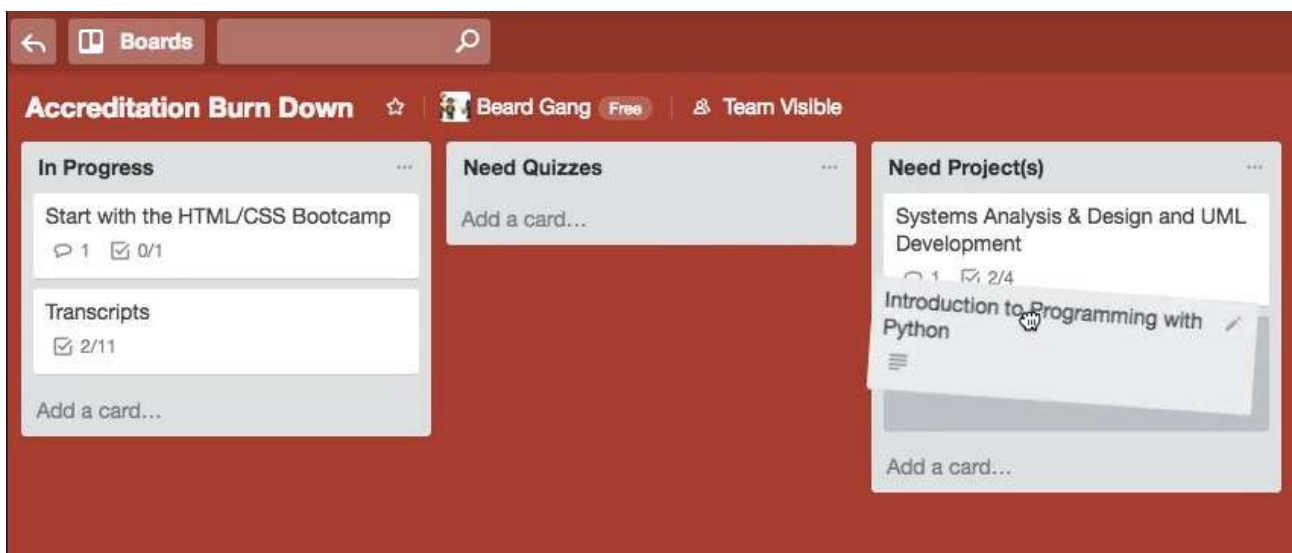 Boards
Accreditation Burn Down
Beard Gang Free
Team Visible
In Progress
Start with the HTML/CSS Bootcamp
1 0/1
Transcripts
2/11
Add a card...
Need Quizzes
Add a card...
Need Project(s)
Systems Analysis & Design and UML
Development
1 2/4
Introduction to Programming with
Python
Add a card...